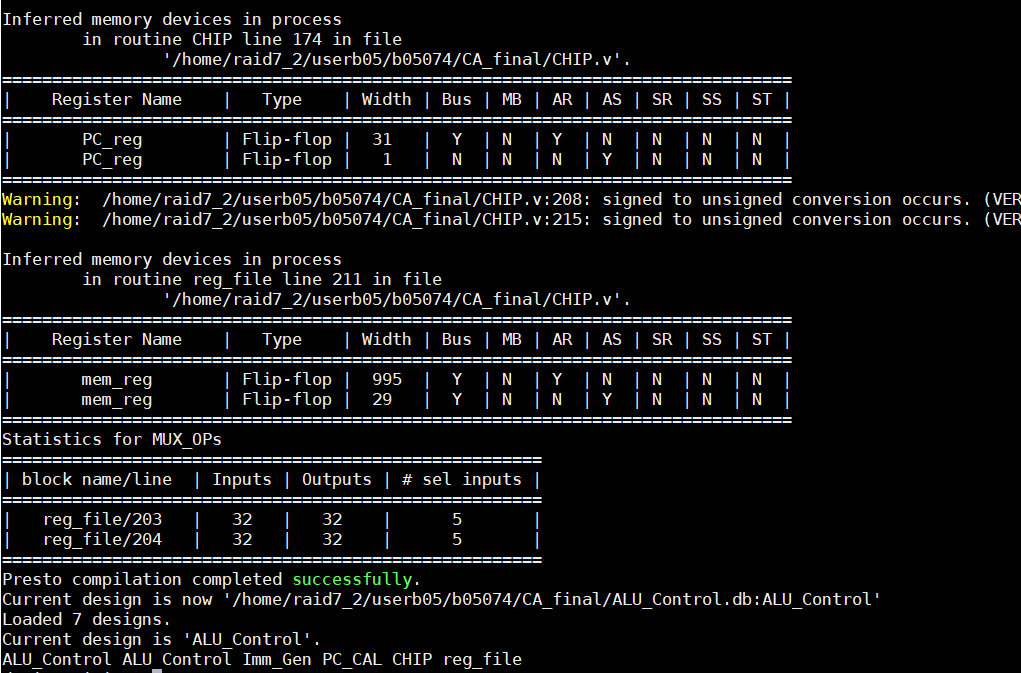 Inferred memory devices in process
        in routine CHIP line 174 in file
                '/home/raid7_2/userb05/b05074/CA_final/CHIP.v'.
===============================================================================
|    Register Name    |   Type    | Width | Bus | MB | AR | AS | SR | SS | ST |
===============================================================================
|       PC_reg        | Flip-flop |  31   |  Y  | N  | Y  | N  | N  | N  | N  |
|       PC_reg        | Flip-flop |   1   |  N  | N  | N  | Y  | N  | N  | N  |
===============================================================================
Warning:  /home/raid7_2/userb05/b05074/CA_final/CHIP.v:208: signed to unsigned conversion occurs. (VER
Warning:  /home/raid7_2/userb05/b05074/CA_final/CHIP.v:215: signed to unsigned conversion occurs. (VER
Inferred memory devices in process
        in routine reg_file line 211 in file
                '/home/raid7_2/userb05/b05074/CA_final/CHIP.v'.
===============================================================================
|    Register Name    |   Type    | Width | Bus | MB | AR | AS | SR | SS | ST |
===============================================================================
|       mem_reg       | Flip-flop |  995  |  Y  | N  | Y  | N  | N  | N  | N  |
|       mem_reg       | Flip-flop |  29   |  Y  | N  | N  | Y  | N  | N  | N  |
===============================================================================
Statistics for MUX_OPs
======================================================
| block name/line  | Inputs | Outputs | # sel inputs |
======================================================
|   reg_file/203   |   32   |   32    |      5       |
|   reg_file/204   |   32   |   32    |      5       |
======================================================
Presto compilation completed successfully.
Current design is now '/home/raid7_2/userb05/b05074/CA_final/ALU_Control.db:ALU_Control'
Loaded 7 designs.
Current design is 'ALU_Control'.
ALU_Control ALU_Control Imm_Gen PC_CAL CHIP reg_file